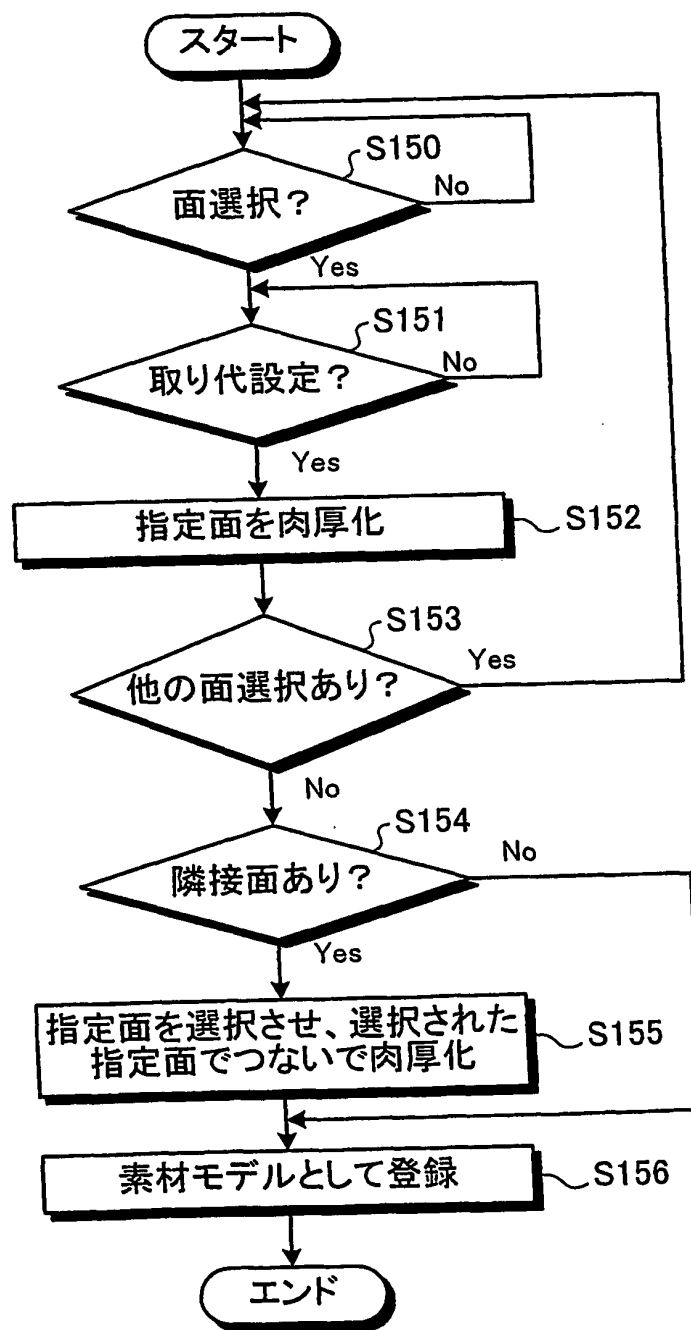 スタート
S150
面選択？
No
Yes
S151
取り代設定？
No
Yes
指定面を肉厚化
S152
S153
他の面選択あり？
Yes
No
S154
隣接面あり？
No
Yes
指定面を選択させ、選択された
指定面でつないで肉厚化
S155
素材モデルとして登録
S156
エンド